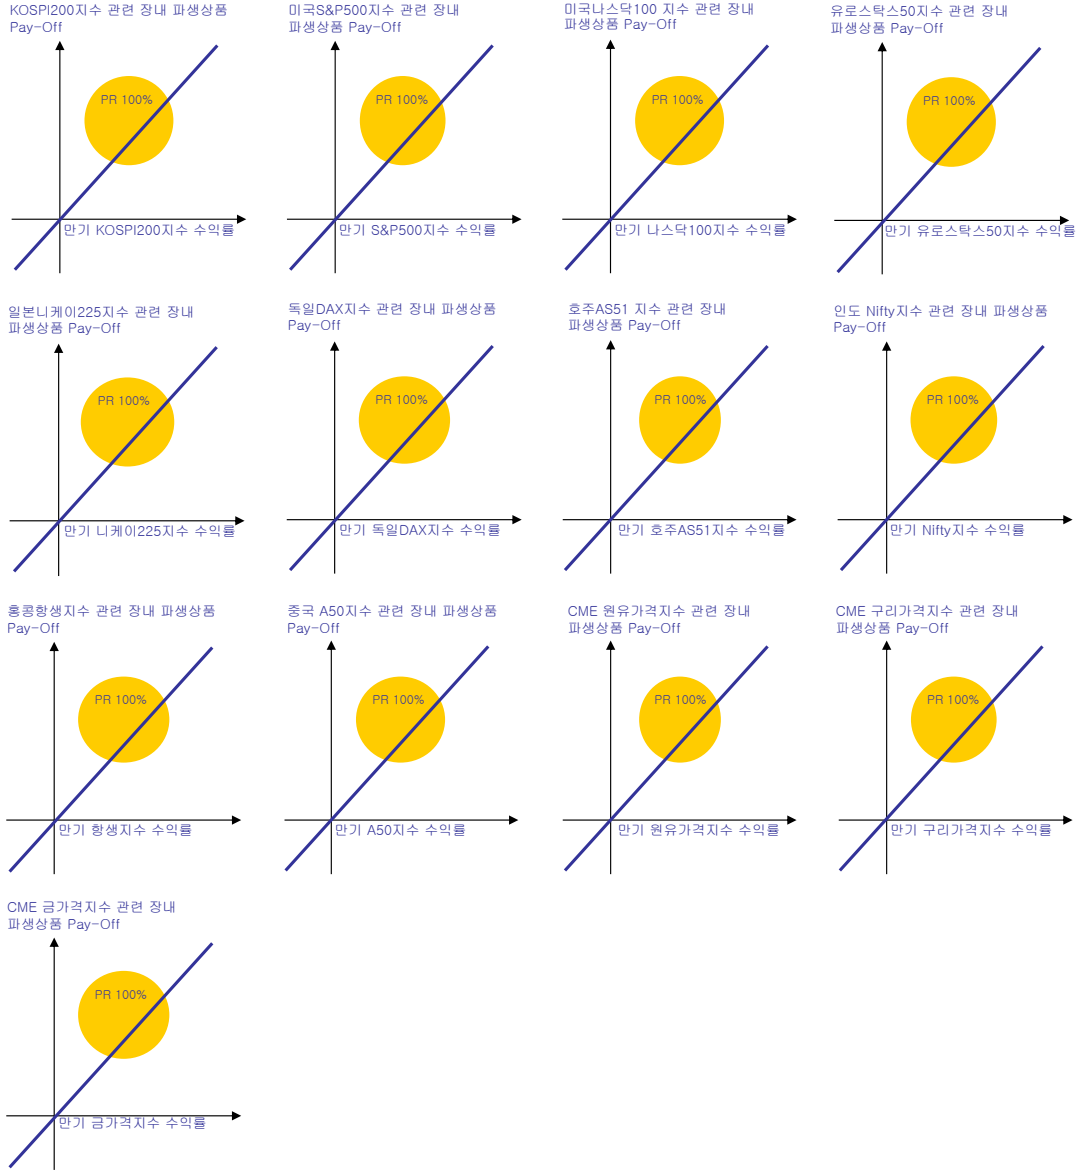 KOSPI200지수 관련 장내 파생상품
Pay-Off
PR 100%
만기 KOSPI200지수 수익률
미국S&P500지수 관련 장내
파생상품 Pay-Off
PR 100%
만기 S&P500지수 수익률
미국나스닥100 지수 관련 장내
파생상품 Pay-Off
PR 100%
만기 나스닥100지수 수익률
유로스탁스50지수 관련 장내
파생상품 Pay-Off
PR 100%
만기 유로스탁스50지수 수익률
일본니케이225지수 관련 장내
파생상품 Pay-Off
PR 100%
만기 니케이225지수 수익률
독일DAX지수 관련 장내 파생상품
Pay-Off
PR 100%
만기 독일DAX지수 수익률
호주AS51 지수 관련 장내
파생상품 Pay-Off
PR 100%
만기 호주AS51지수 수익률
인도 Nifty지수 관련 장내 파생상품
Pay-Off
PR 100%
만기 Nifty지수 수익률
홍콩항생지수 관련 장내 파생상품
Pay-Off
PR 100%
만기 항생지수 수익률
중국 A50지수 관련 장내 파생상품
Pay-Off
PR 100%
만기 A50지수 수익률
CME 원유가격지수 관련 장내
파생상품 Pay-Off
PR 100%
만기 원유가격지수 수익률
CME 구리가격지수 관련 장내
파생상품 Pay-Off
PR 100%
만기 구리가격지수 수익률
CME 금가격지수 관련 장내
파생상품 Pay-Off
PR 100%
만기 금가격지수 수익률